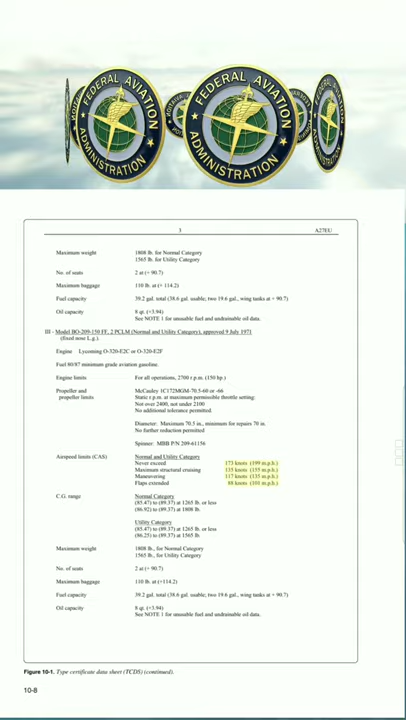 FEDERAL AVIATION
ADMINISTRATION
FEDERAL AVIATION
ADMINISTRATION
3 A27EU
Maximum weight 1808 lb. for Normal Category
1565 lb. for Utility Category
No. of seats 2 at (+ 90.7)
Maximum baggage 110 lb. at (+ 114.2)
Fuel capacity 39.2 gal. total (38.6 gal. usable; two 19.6 gal., wing tanks at + 90.7)
Oil capacity 8 qt. (+3.94)
See NOTE 1 for unusable fuel and undrainable oil data.
III - Model BO-209-150 FF, 2 PCLM (Normal and Utility Category), approved 9 July 1971
(fixed nose l.g.).
Engine Lycoming O-320-E2C or O-320-E2F
Fuel 80/87 minimum grade aviation gasoline
Engine limits For all operations, 2700 r.p.m. (150 hp.)
Propeller and McCauley 1C172MGM-70.5-60 or -66
propeller limits Static r.p.m. at maximum permissible throttle setting:
Not over 2400, not under 2100
No additional tolerance permitted
Diameter: Maximum 70.5 in., minimum for repairs 70 in.
No further reduction permitted
Spinner: MBB P/N 209-61156
Airspeed limits (CAS) Normal and Utility Category
Never exceed 173 knots (199 m.p.h.)
Maximum structural cruising 135 knots (155 m.p.h.)
Maneuvering 117 knots (135 m.p.h.)
Flaps extended 88 knots (101 m.p.h.)
C.G. range Normal Category
(85.47) to (89.37) at 1265 lb. or less
(86.92) to (89.37) at 1808 lb.
Utility Category
(85.47) to (89.37) at 1265 lb. or less
(86.25) to (89.37) at 1565 lb
Maximum weight 1808 lb., for Normal Category
1565 lb., for Utility Category
No. of seats 2 at (+ 90.7)
Maximum baggage 110 lb. at (+114.2)
Fuel capacity 39.2 gal. total (38.6 gal. usable; two 19.6 gal., wing tanks at + 90.7)
Oil capacity 8 qt. (+3.94)
See NOTE 1 for unusable fuel and undrainable oil data.
Figure 10-1. Type certificate data sheet (TCDS) (continued).
10-8